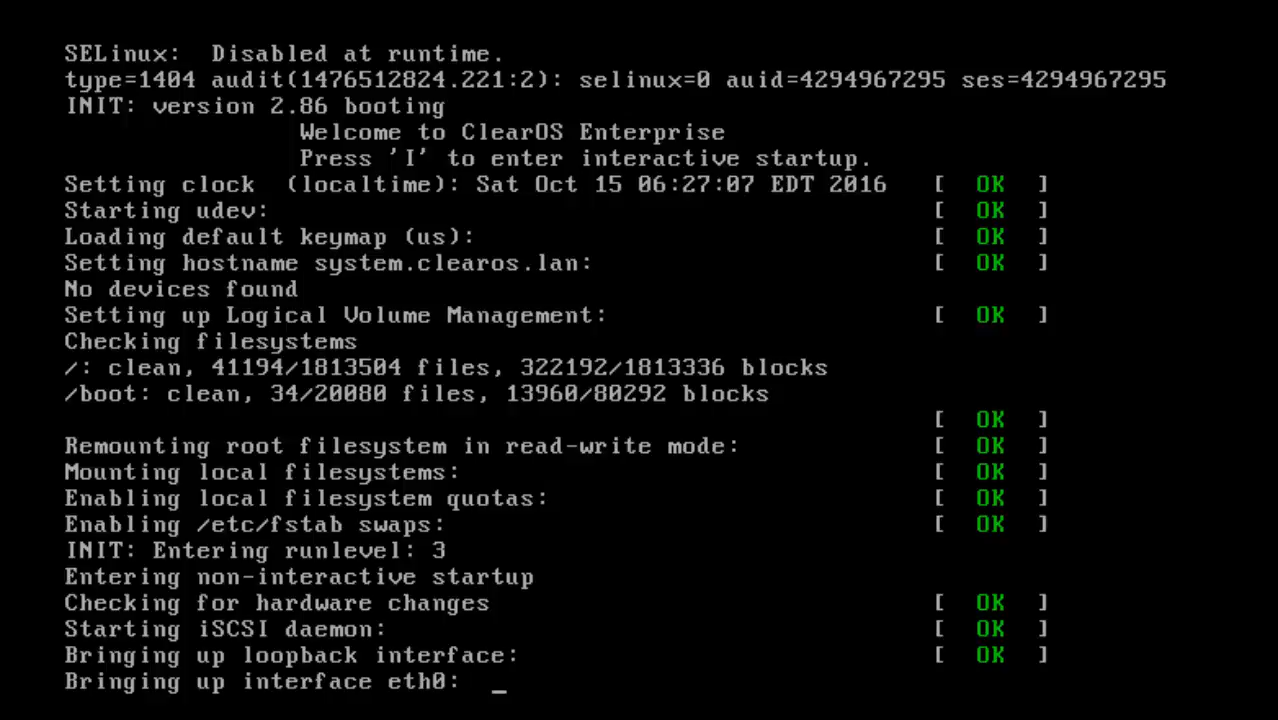 SELinux:  Disabled at runtime.
type=1404 audit(1476512824.221:2): selinux=0 auid=4294967295 ses=4294967295
INIT: version 2.86 booting
Welcome to ClearOS Enterprise
Press 'I' to enter interactive startup.
Setting clock  (localtime): Sat Oct 15 06:27:07 EDT 2016 [  OK  ]
Starting udev: [  OK  ]
Loading default keymap (us): [  OK  ]
Setting hostname system.clearos.lan: [  OK  ]
No devices found
Setting up Logical Volume Management: [  OK  ]
Checking filesystems
/: clean, 41194/1813504 files, 322192/1813336 blocks
/boot: clean, 34/20080 files, 13960/80292 blocks
[  OK  ]
Remounting root filesystem in read-write mode: [  OK  ]
Mounting local filesystems: [  OK  ]
Enabling local filesystem quotas: [  OK  ]
Enabling /etc/fstab swaps: [  OK  ]
INIT: Entering runlevel: 3
Entering non-interactive startup
Checking for hardware changes [  OK  ]
Starting iSCSI daemon: [  OK  ]
Bringing up loopback interface: [  OK  ]
Bringing up interface eth0:  _